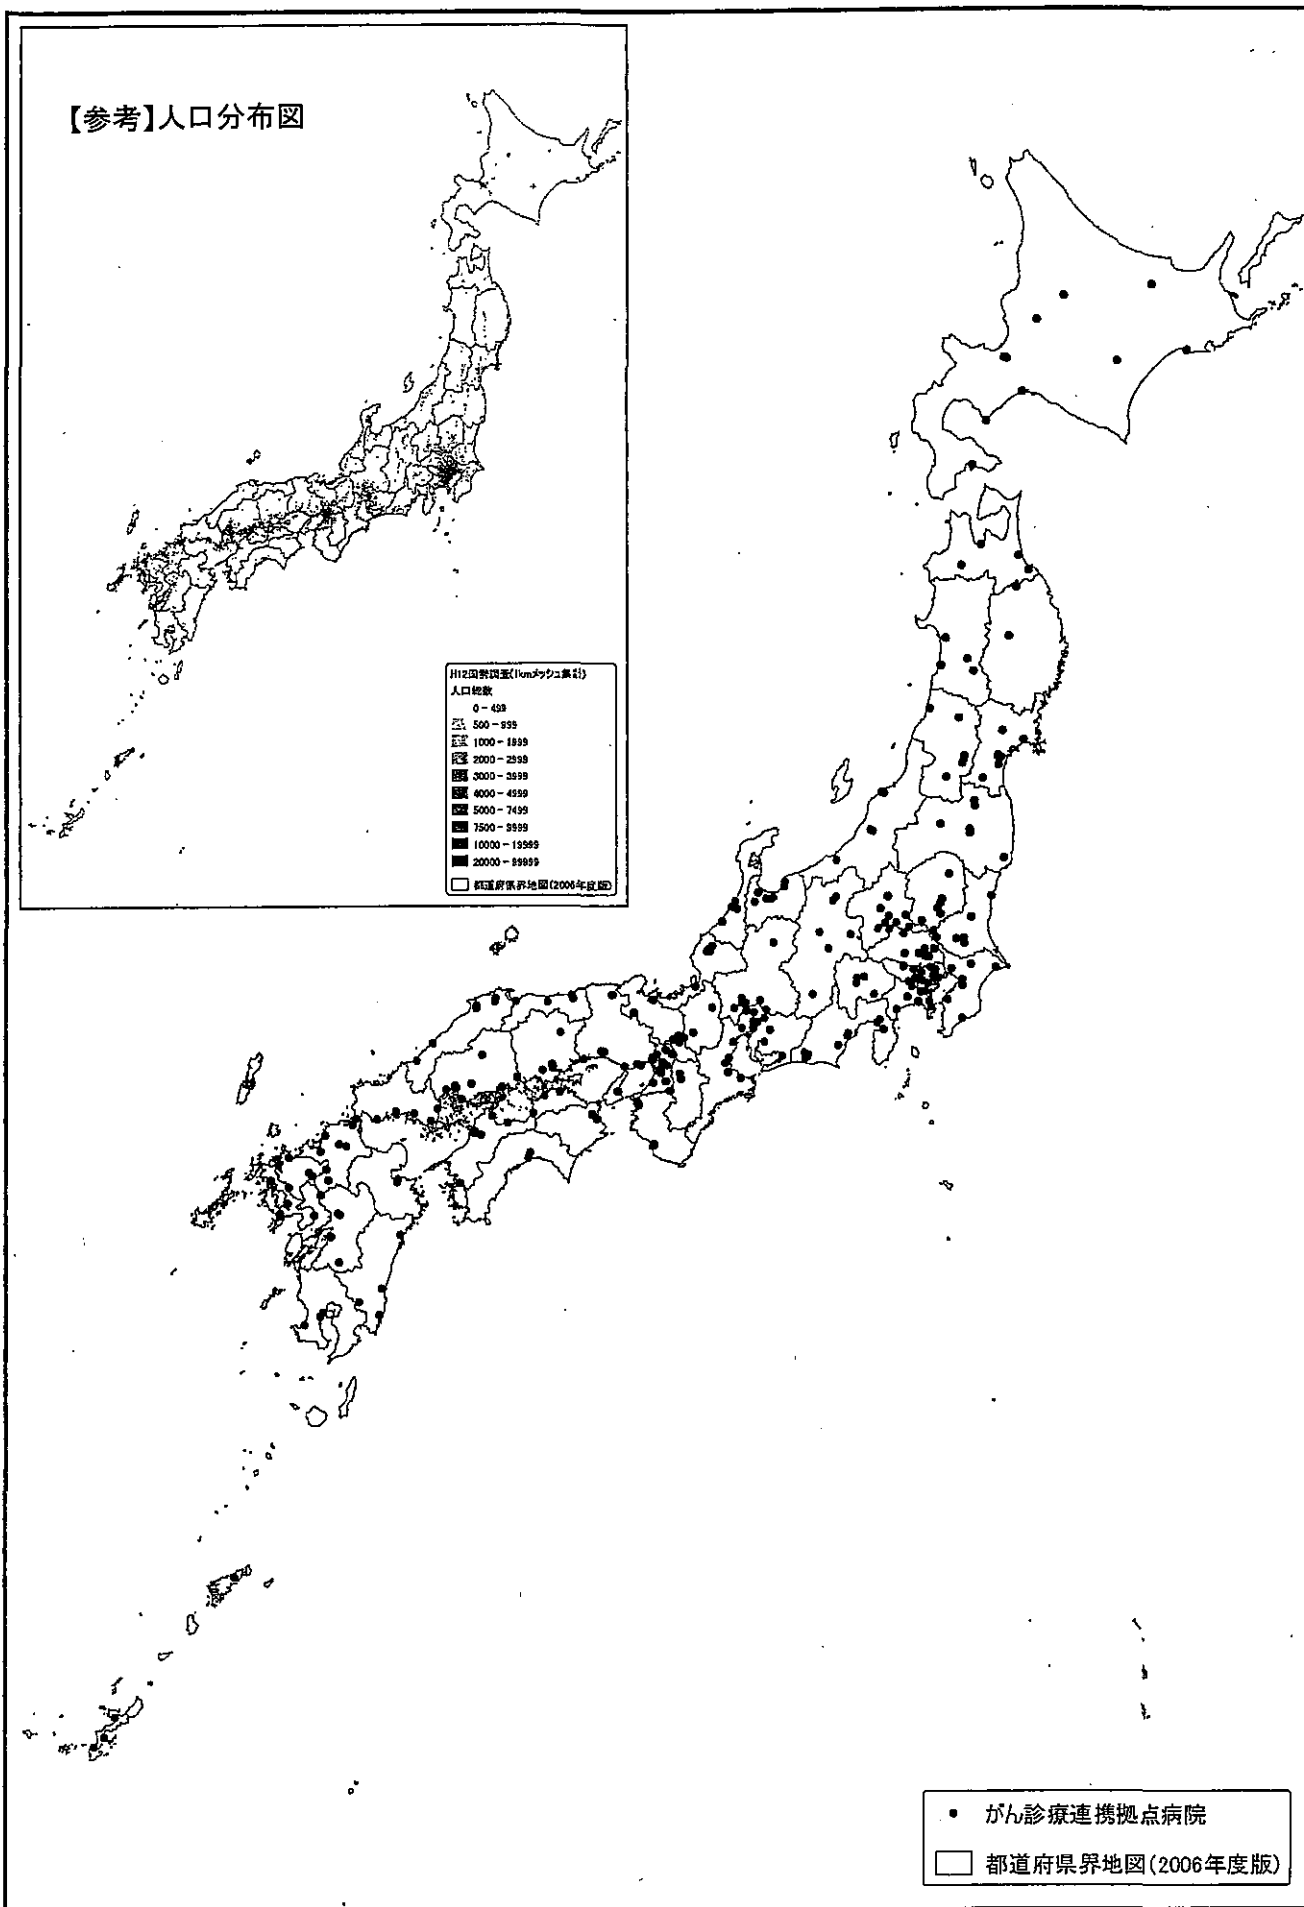 【参考】人口分布図
H12国勢調査(1kmメッシュ集計)
人口総数
0 - 499
500 - 999
1000 - 1999
2000 - 2999
3000 - 3999
4000 - 4999
5000 - 7499
7500 - 9999
10000 - 19999
20000 - 99999
都道府県界地図(2006年度版)
がん診療連携拠点病院
都道府県界地図(2006年度版)